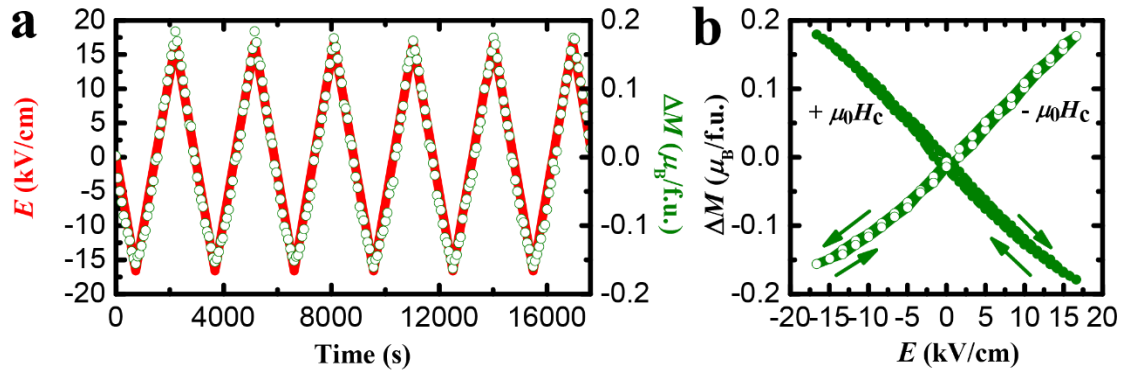 a
20
15
10
5
0
-5
-10
-15
-20
E (kV/cm)
0.2
0.1
0.0
-0.1
-0.2
ΔM (μB/f.u.)
0 4000 8000 12000 16000
Time (s)
b
0.2
0.1
0.0
-0.1
0.2
ΔM (μB/f.u.)
+ μ0Hc
- μ0Hc
-20 -15 -10 -5 0 5 10 15 20
E (kV/cm)